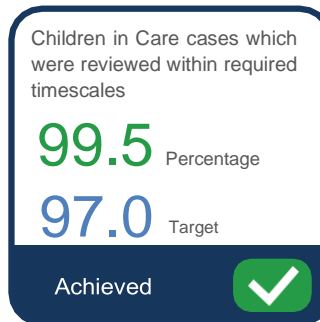 Children in Care cases which
were reviewed within required
timescales
99.5 Percentage
97.0 Target
Achieved